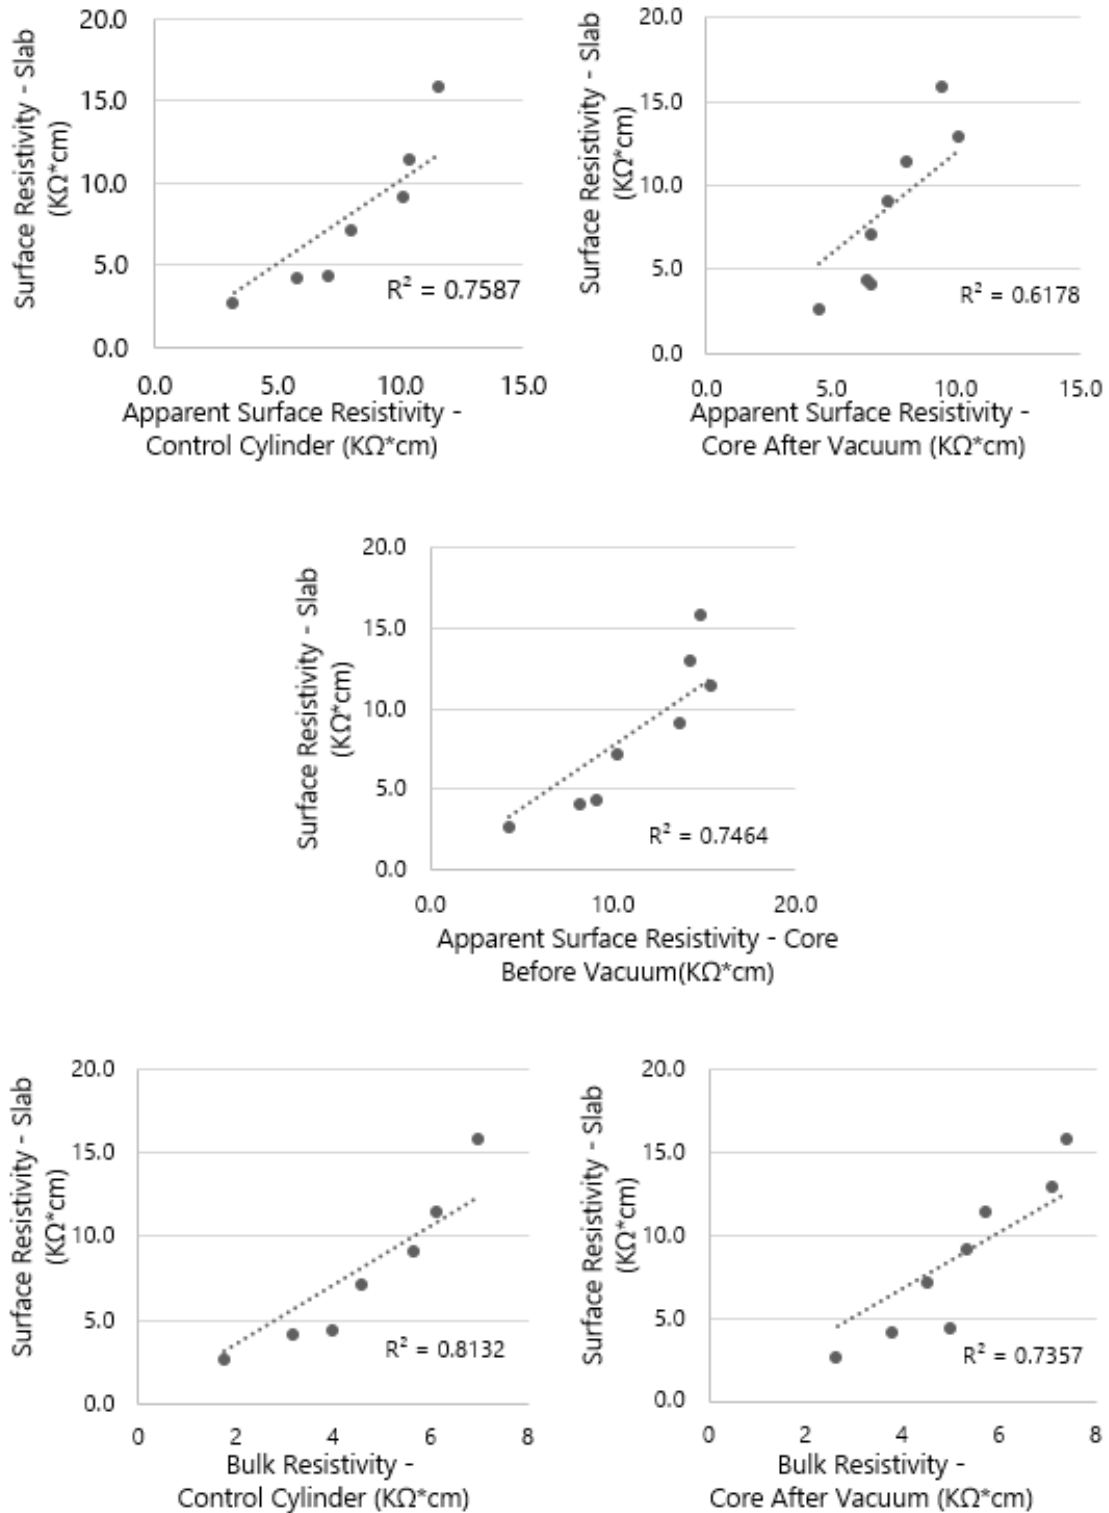 Surface Resistivity - Slab
(KΩ*cm)
20.0
15.0
10.0
5.0
0.0
R² = 0.7587
0.0 5.0 10.0 15.0
Apparent Surface Resistivity -
Control Cylinder (KΩ*cm)
Surface Resistivity - Slab
(KΩ*cm)
20.0
15.0
10.0
5.0
0.0
R² = 0.6178
0.0 5.0 10.0 15.0
Apparent Surface Resistivity -
Core After Vacuum (KΩ*cm)
Surface Resistivity - Slab
(KΩ*cm)
20.0
15.0
10.0
5.0
0.0
R² = 0.7464
0.0 10.0 20.0
Apparent Surface Resistivity - Core
Before Vacuum(KΩ*cm)
Surface Resistivity - Slab
(KΩ*cm)
20.0
15.0
10.0
5.0
0.0
R² = 0.8132
0 2 4 6 8
Bulk Resistivity -
Control Cylinder (KΩ*cm)
Surface Resistivity - Slab
(KΩ*cm)
20.0
15.0
10.0
5.0
0.0
R² = 0.7357
0 2 4 6 8
Bulk Resistivity -
Core After Vacuum (KΩ*cm)